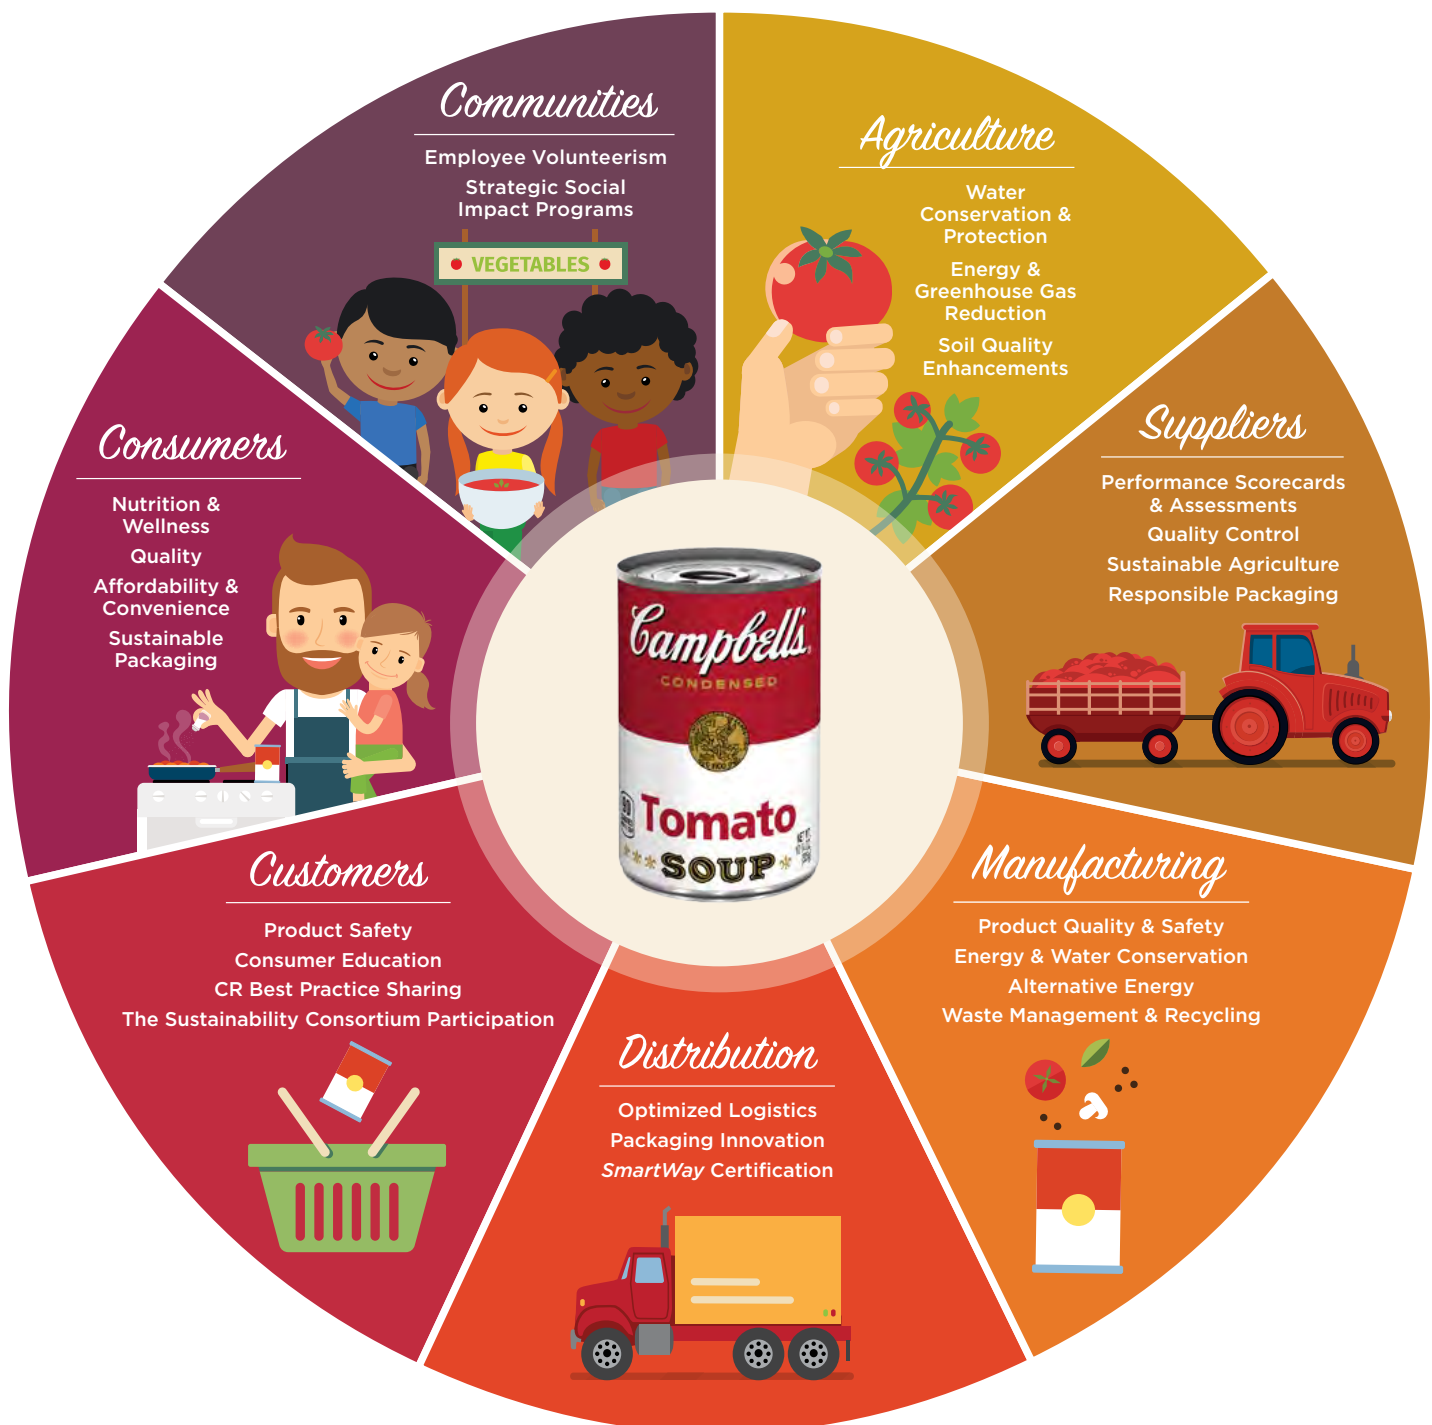 Communities
Employee Volunteerism
Strategic Social
Impact Programs
VEGETABLES
Agriculture
Water
Conservation &
Protection
Energy &
Greenhouse Gas
Reduction
Soil Quality
Enhancements
Suppliers
Performance Scorecards
& Assessments
Quality Control
Sustainable Agriculture
Responsible Packaging
Manufacturing
Product Quality & Safety
Energy & Water Conservation
Alternative Energy
Waste Management & Recycling
Distribution
Optimized Logistics
Packaging Innovation
SmartWay Certification
Customers
Product Safety
Consumer Education
CR Best Practice Sharing
The Sustainability Consortium Participation
Consumers
Nutrition &
Wellness
Quality
Affordability &
Convenience
Sustainable
Packaging
Campbell's
CONDENSED
Tomato
SOUP